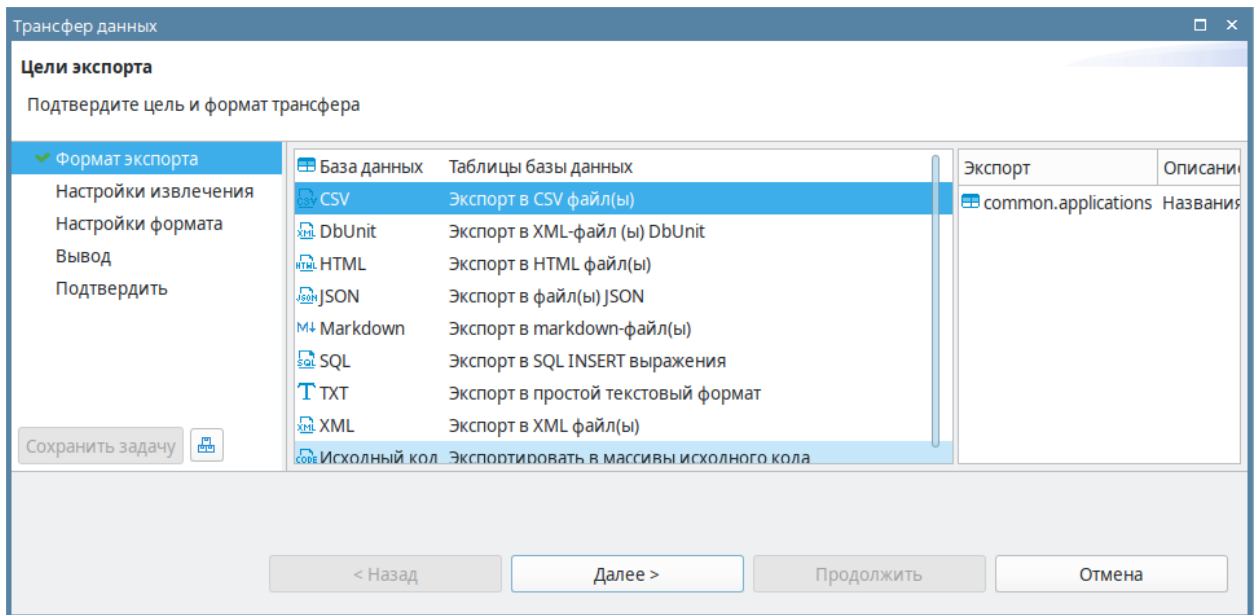 Трансфер данных
Цели экспорта
Подтвердите цель и формат трансфера
Формат экспорта
Настройки извлечения
Настройки формата
Вывод
Подтвердить
Сохранить задачу
База данных Таблицы базы данных
CSV Экспорт в CSV файл(ы)
DbUnit Экспорт в XML-файл (ы) DbUnit
HTML Экспорт в HTML файл(ы)
JSON Экспорт в файл(ы) JSON
Markdown Экспорт в markdown-файл(ы)
SQL Экспорт в SQL INSERT выражения
TXT Экспорт в простой текстовый формат
XML Экспорт в XML файл(ы)
Исходный код Экспортировать в массивы исходного кода
Экспорт Описани
common.applications Названия
< Назад
Далее >
Продолжить
Отмена